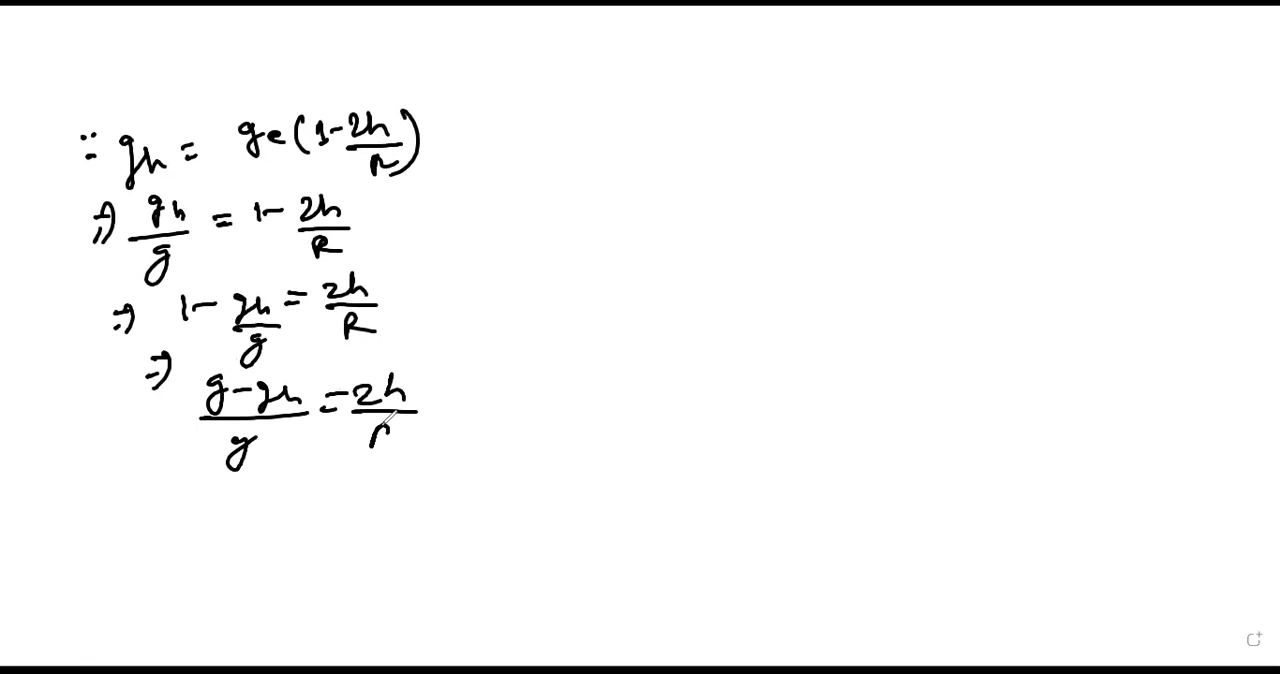 ∵ gh = ge(1-2h/R)
⇒ gh/g = 1-2h/R
⇒ 1-gh/g = 2h/R
⇒ g-gh/g = 2h/